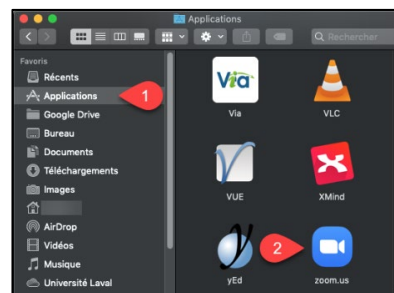 Applications
Rechercher
Favoris
Récents
Applications
1
Google Drive
Bureau
Documents
Téléchargements
Images
AirDrop
Vidéos
Musique
Université Laval
Via
Via
VLC
VUE
XMind
2
yEd
zoom.us